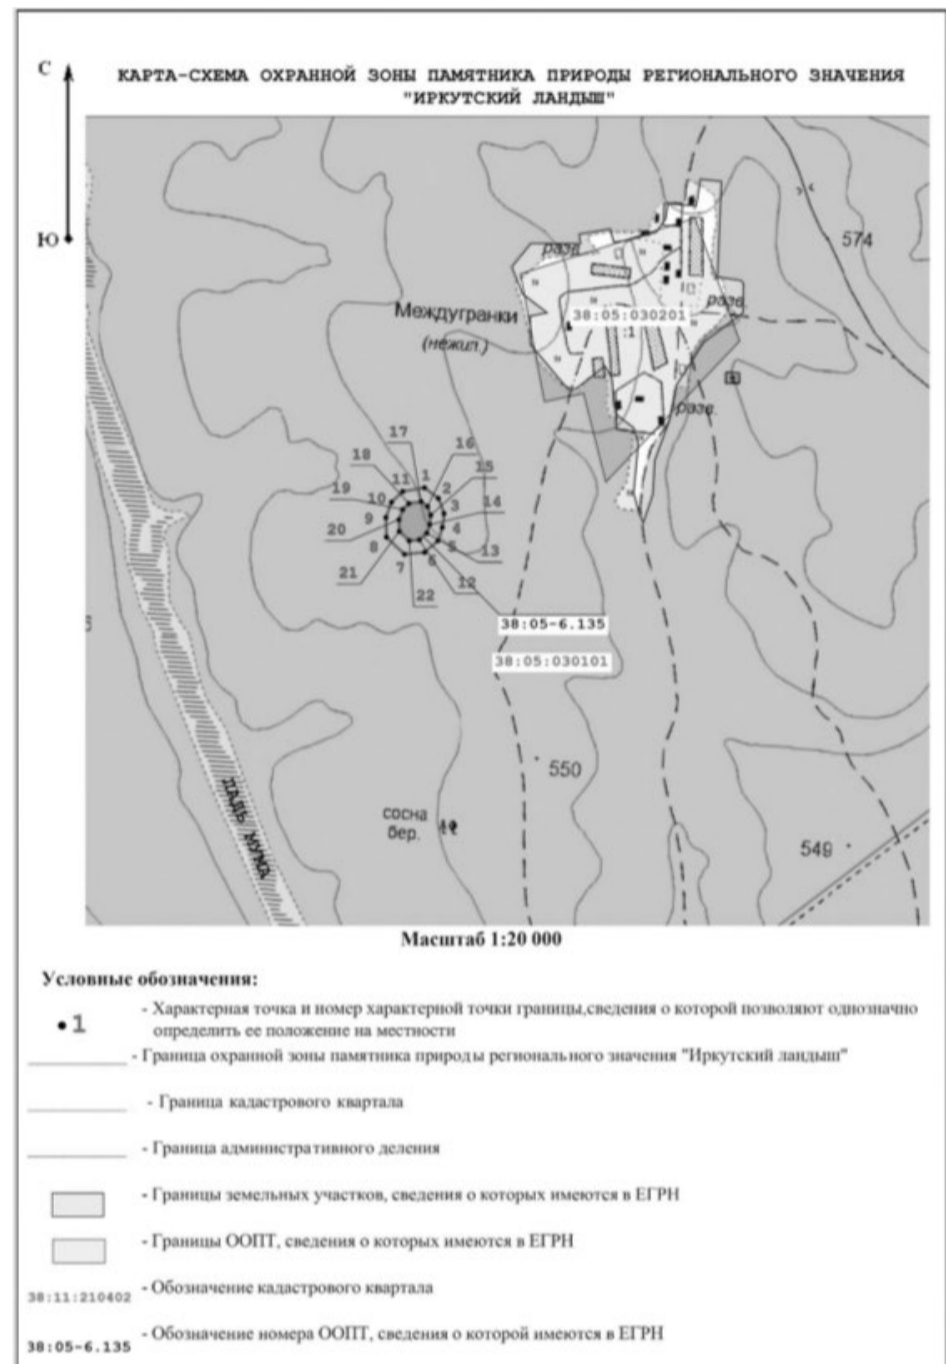 С
КАРТА-СХЕМА ОХРАННОЙ ЗОНЫ ПАМЯТНИКА ПРИРОДЫ РЕГИОНАЛЬНОГО ЗНАЧЕНИЯ
"ИРКУТСКИЙ ЛАНДЫШ"
Ю
574
разв.
разв.
Междугранки
(нежил.)
38:05:030201
:1
разв.
17
16
18
11
1
15
19
10
2
3
14
20
9
4
8
5
13
21
7
6
12
22
38:05-6.135
38:05:030101
550
ПАДЬ МУМА
сосна
бер.
549
Масштаб 1:20 000
Условные обозначения:
1
- Характерная точка и номер характерной точки границы,сведения о которой позволяют однозначно
определить ее положение на местности
- Граница охранной зоны памятника природы регионального значения "Иркутский ландыш"
- Граница кадастрового квартала
- Граница административного деления
- Границы земельных участков, сведения о которых имеются в ЕГРН
- Границы ООПТ, сведения о которых имеются в ЕГРН
38:11:210402 - Обозначение кадастрового квартала
38:05-6.135 - Обозначение номера ООПТ, сведения о которой имеются в ЕГРН